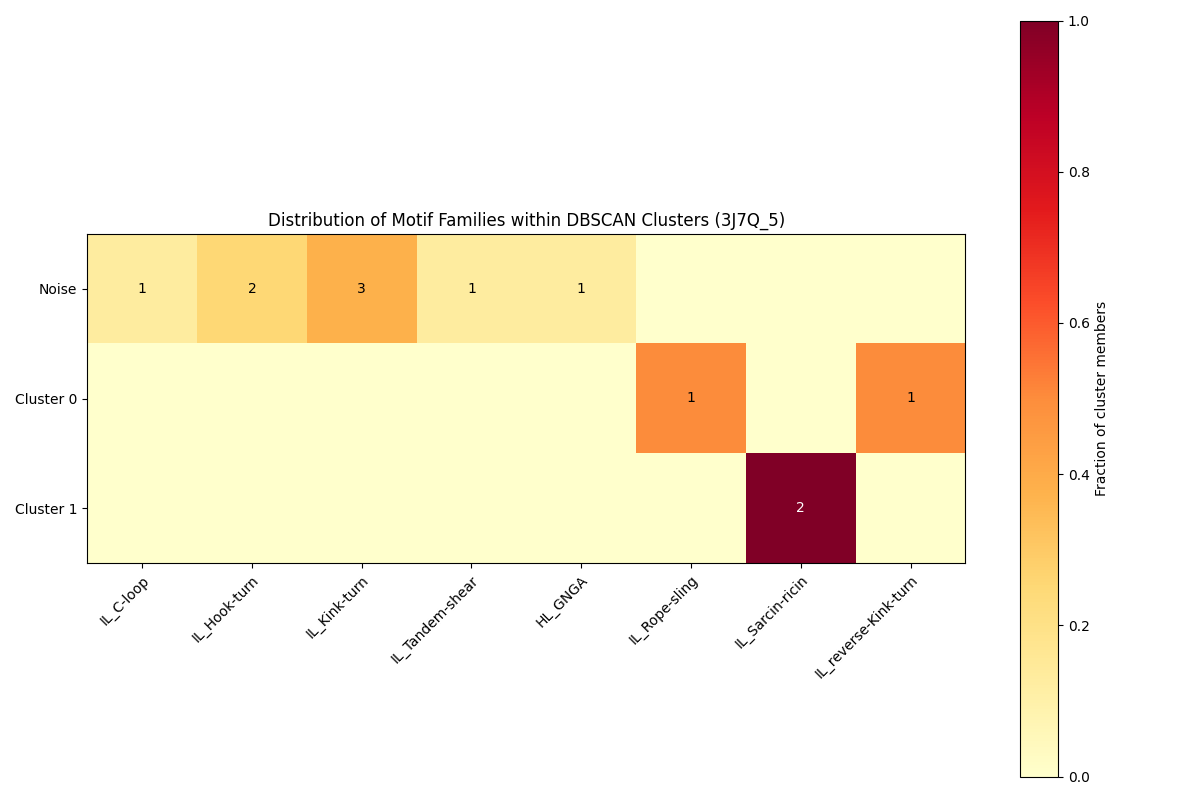 Distribution of Motif Families within DBSCAN Clusters (3J7Q_5)
Noise 1 2 3 1 1
Cluster 0 1 1
Cluster 1 2
IL_C-loop IL_Hook-turn IL_Kink-turn IL_Tandem-shear HL_GNGA IL_Rope-sling IL_Sarcin-ricin IL_reverse-Kink-turn
1.0
0.8
0.6
0.4
0.2
0.0
Fraction of cluster members